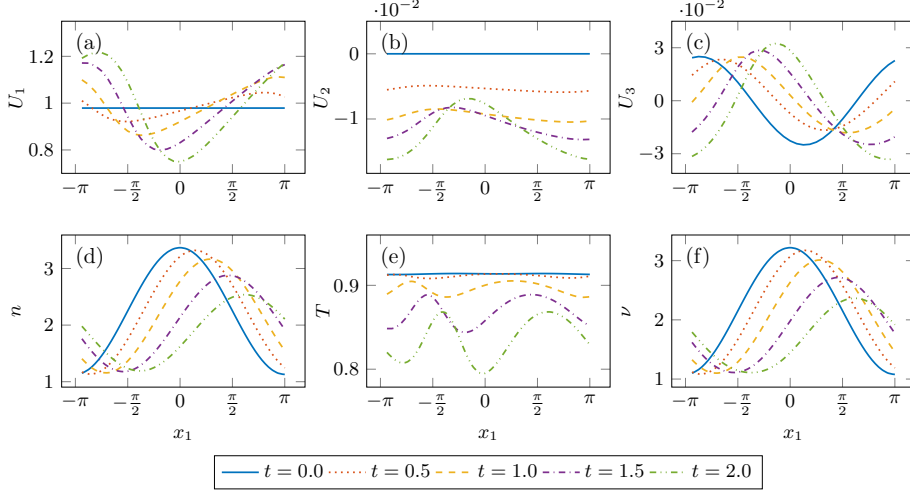 ·10⁻² ·10⁻²
(a) (b) (c)
1.2 1 0.8 U₁
0 −1 U₂
3 0 −3 U₃
−π −π/2 0 π/2 π −π −π/2 0 π/2 π −π −π/2 0 π/2 π
(d) (e) (f)
3 2 1 n
0.9 0.8 T
3 2 1 ν
−π −π/2 0 π/2 π −π −π/2 0 π/2 π −π −π/2 0 π/2 π
x₁ x₁ x₁
t = 0.0 t = 0.5 t = 1.0 t = 1.5 t = 2.0